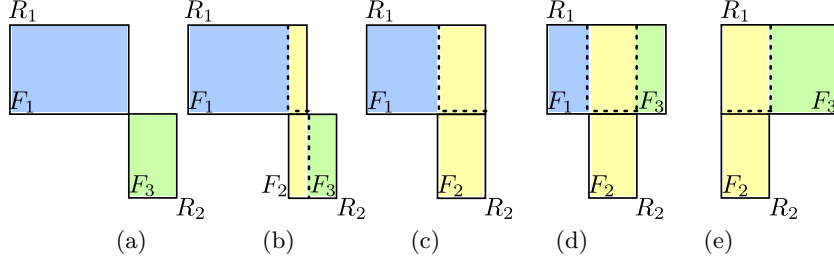 R₁ R₁ R₁ R₁ R₁
F₁ F₁ F₁ F₁ F₃ F₃
F₃ F₂ F₃ F₂ F₂ F₂
R₂ R₂ R₂ R₂ R₂
(a) (b) (c) (d) (e)